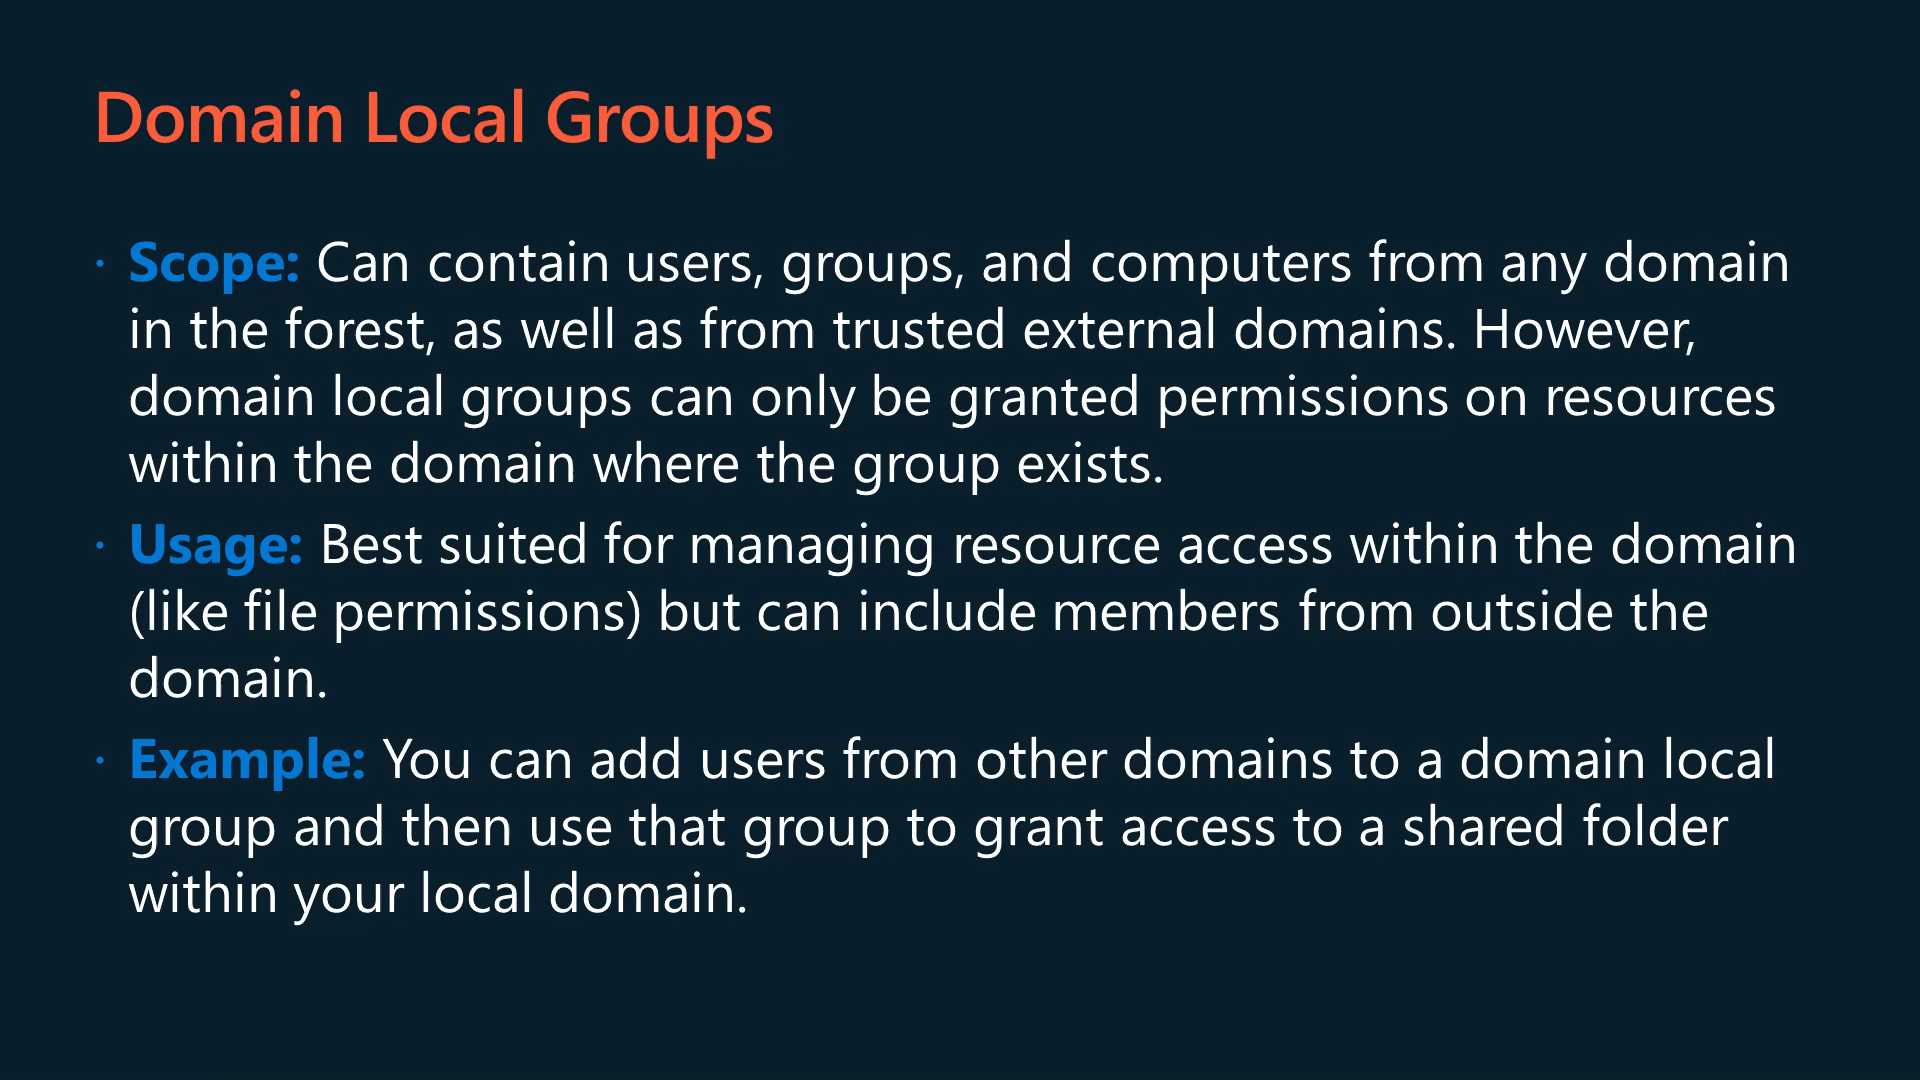 Domain Local Groups
· Scope: Can contain users, groups, and computers from any domain
in the forest, as well as from trusted external domains. However,
domain local groups can only be granted permissions on resources
within the domain where the group exists.
· Usage: Best suited for managing resource access within the domain
(like file permissions) but can include members from outside the
domain.
· Example: You can add users from other domains to a domain local
group and then use that group to grant access to a shared folder
within your local domain.